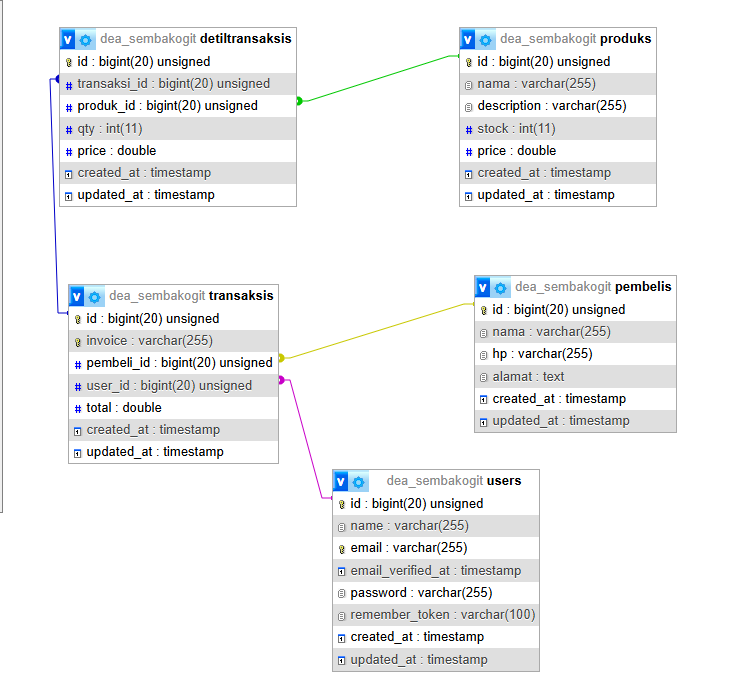 dea_sembakogit detiltransaksis
id : bigint(20) unsigned
transaksi_id : bigint(20) unsigned
produk_id : bigint(20) unsigned
qty : int(11)
price : double
created_at : timestamp
updated_at : timestamp
dea_sembakogit produks
id : bigint(20) unsigned
nama : varchar(255)
description : varchar(255)
stock : int(11)
price : double
created_at : timestamp
updated_at : timestamp
dea_sembakogit transaksis
id : bigint(20) unsigned
invoice : varchar(255)
pembeli_id : bigint(20) unsigned
user_id : bigint(20) unsigned
total : double
created_at : timestamp
updated_at : timestamp
dea_sembakogit pembelis
id : bigint(20) unsigned
nama : varchar(255)
hp : varchar(255)
alamat : text
created_at : timestamp
updated_at : timestamp
dea_sembakogit users
id : bigint(20) unsigned
name : varchar(255)
email : varchar(255)
email_verified_at : timestamp
password : varchar(255)
remember_token : varchar(100)
created_at : timestamp
updated_at : timestamp